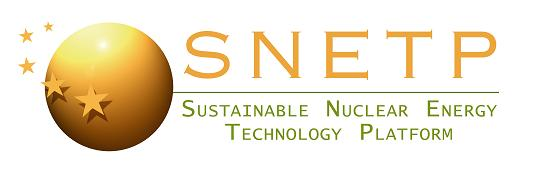 SNETP
Sustainable Nuclear Energy
Technology Platform